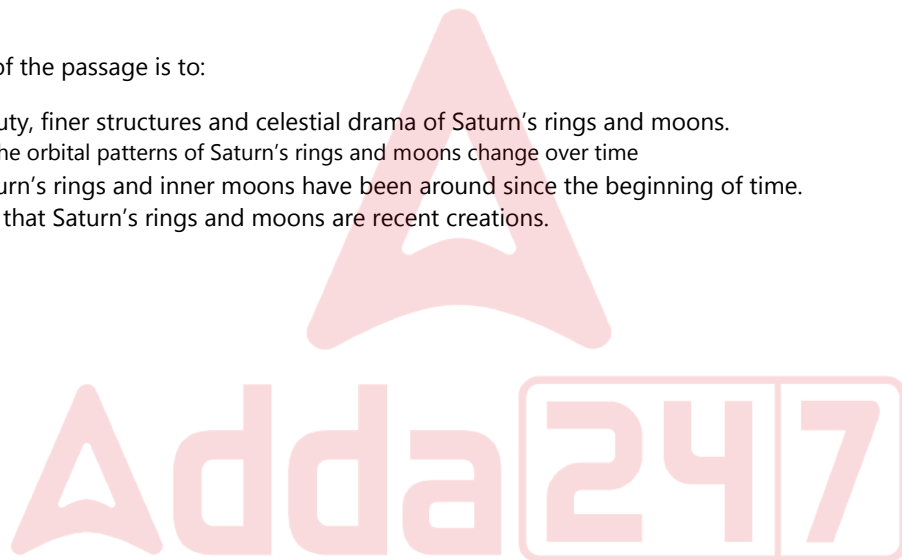 of the passage is to:
uty, finer structures and celestial drama of Saturn's rings and moons.
he orbital patterns of Saturn's rings and moons change over time
urn's rings and inner moons have been around since the beginning of time.
that Saturn's rings and moons are recent creations.
Adda247